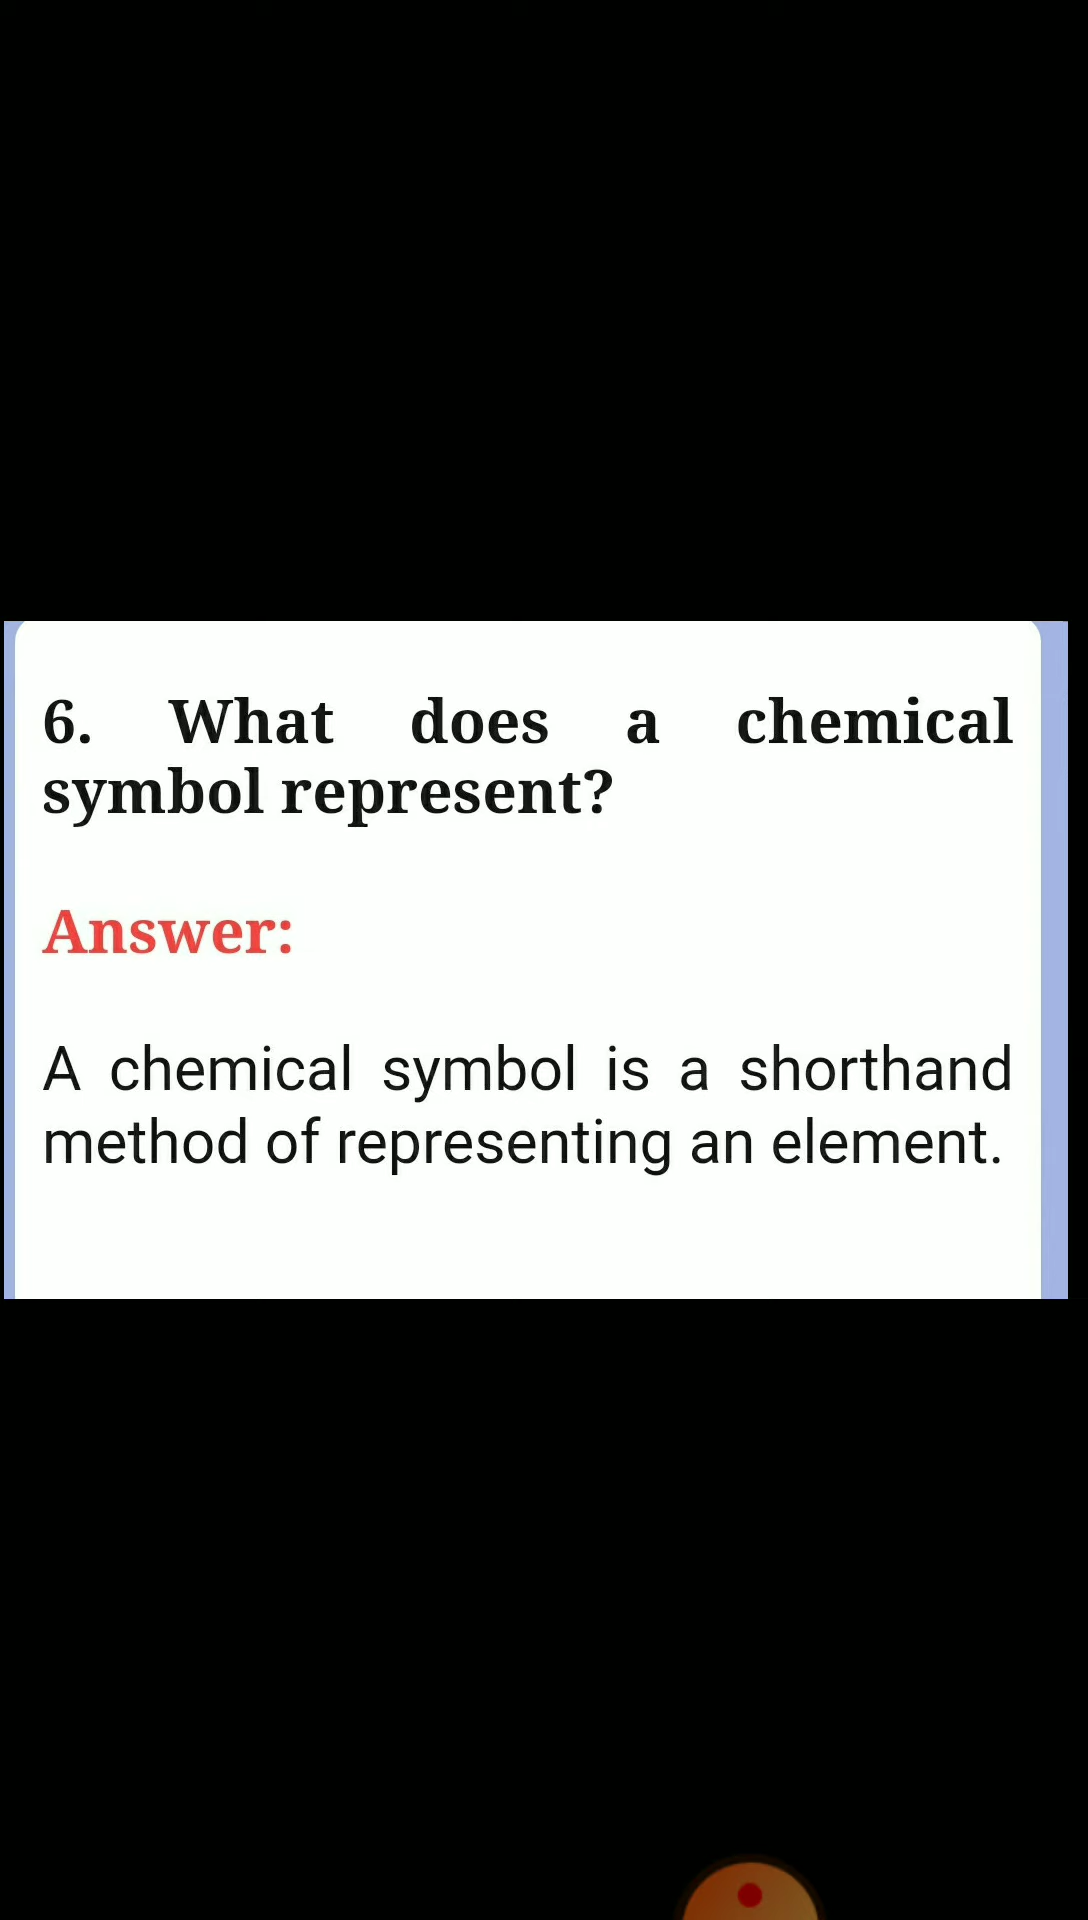 6. What does a chemical
symbol represent?
Answer:
A chemical symbol is a shorthand
method of representing an element.